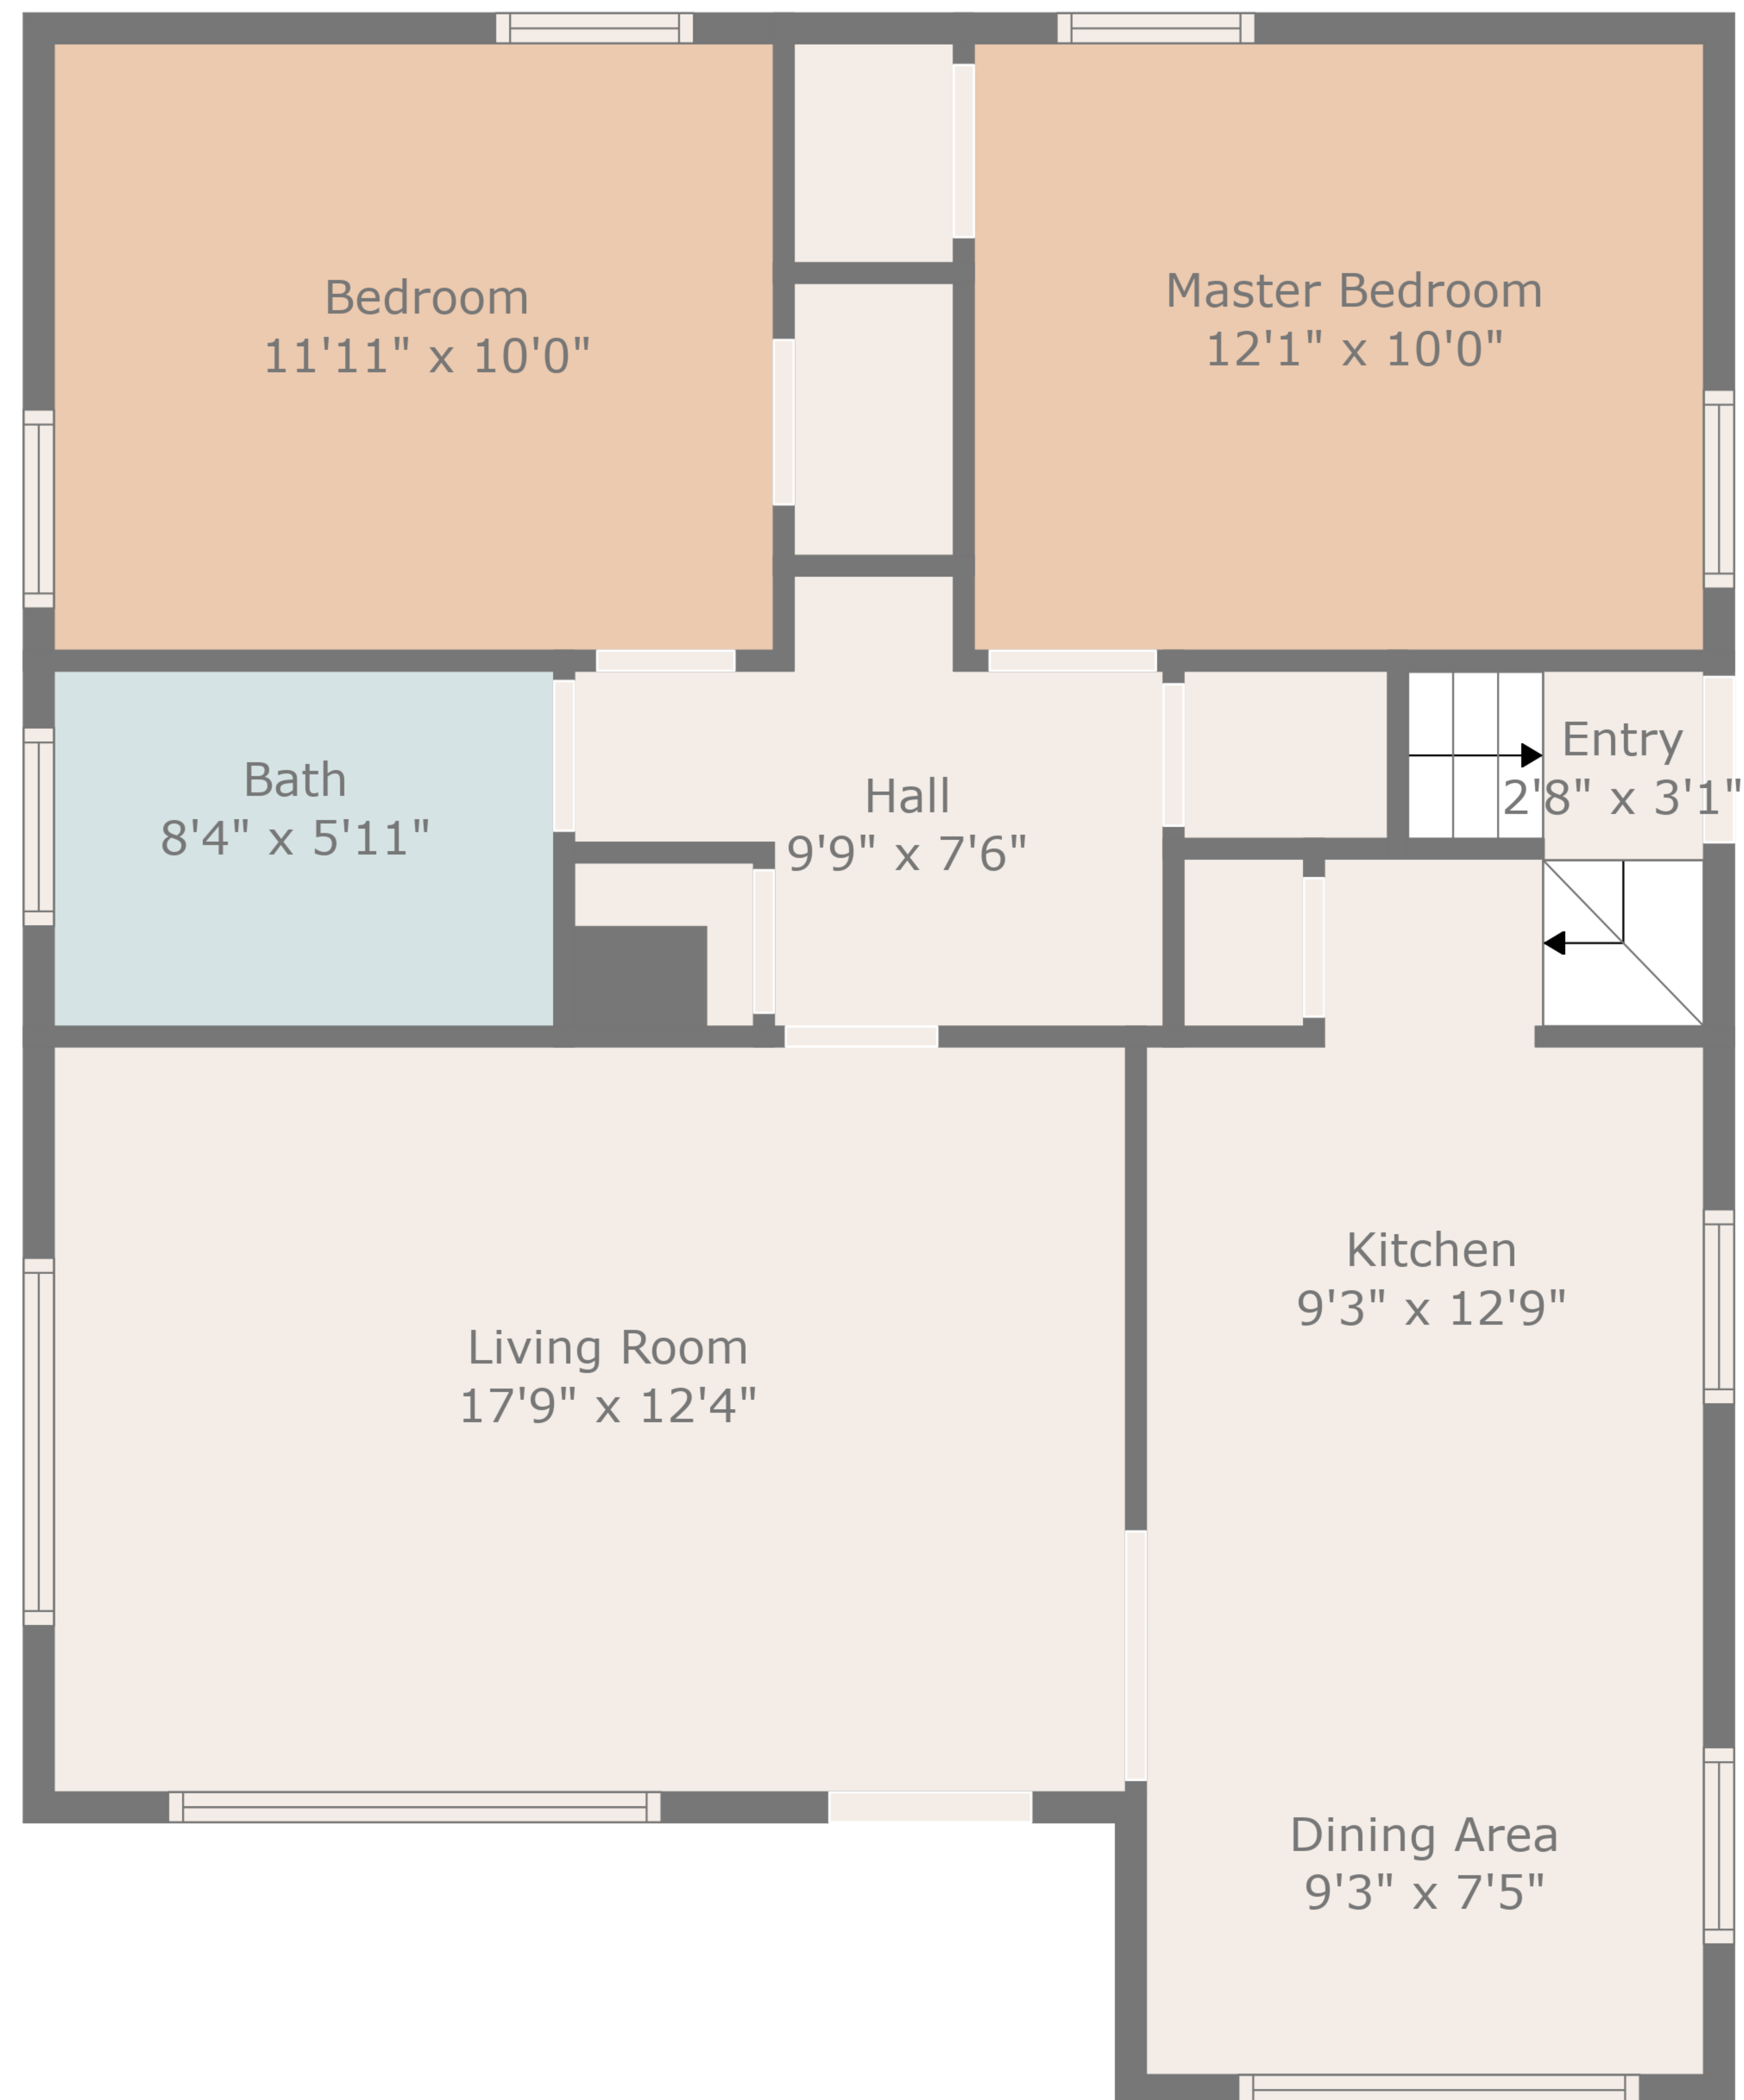 Bedroom
11'11" x 10'0"
Master Bedroom
12'1" x 10'0"
Bath
8'4" x 5'11"
Hall
9'9" x 7'6"
Entry
2'8" x 3'1"
Living Room
17'9" x 12'4"
Kitchen
9'3" x 12'9"
Dining Area
9'3" x 7'5"